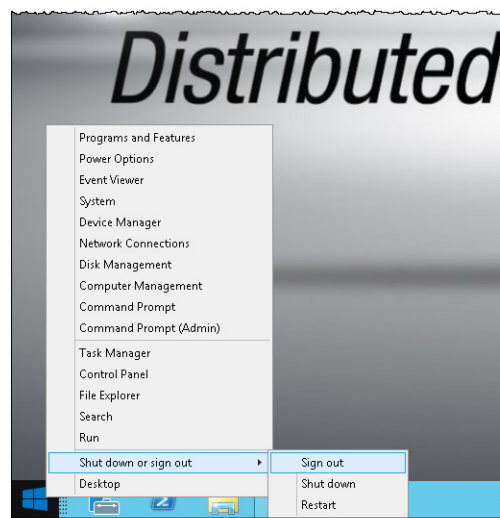 Distributed
Programs and Features
Power Options
Event Viewer
System
Device Manager
Network Connections
Disk Management
Computer Management
Command Prompt
Command Prompt (Admin)
Task Manager
Control Panel
File Explorer
Search
Run
Shut down or sign out
Sign out
Desktop
Shut down
Restart